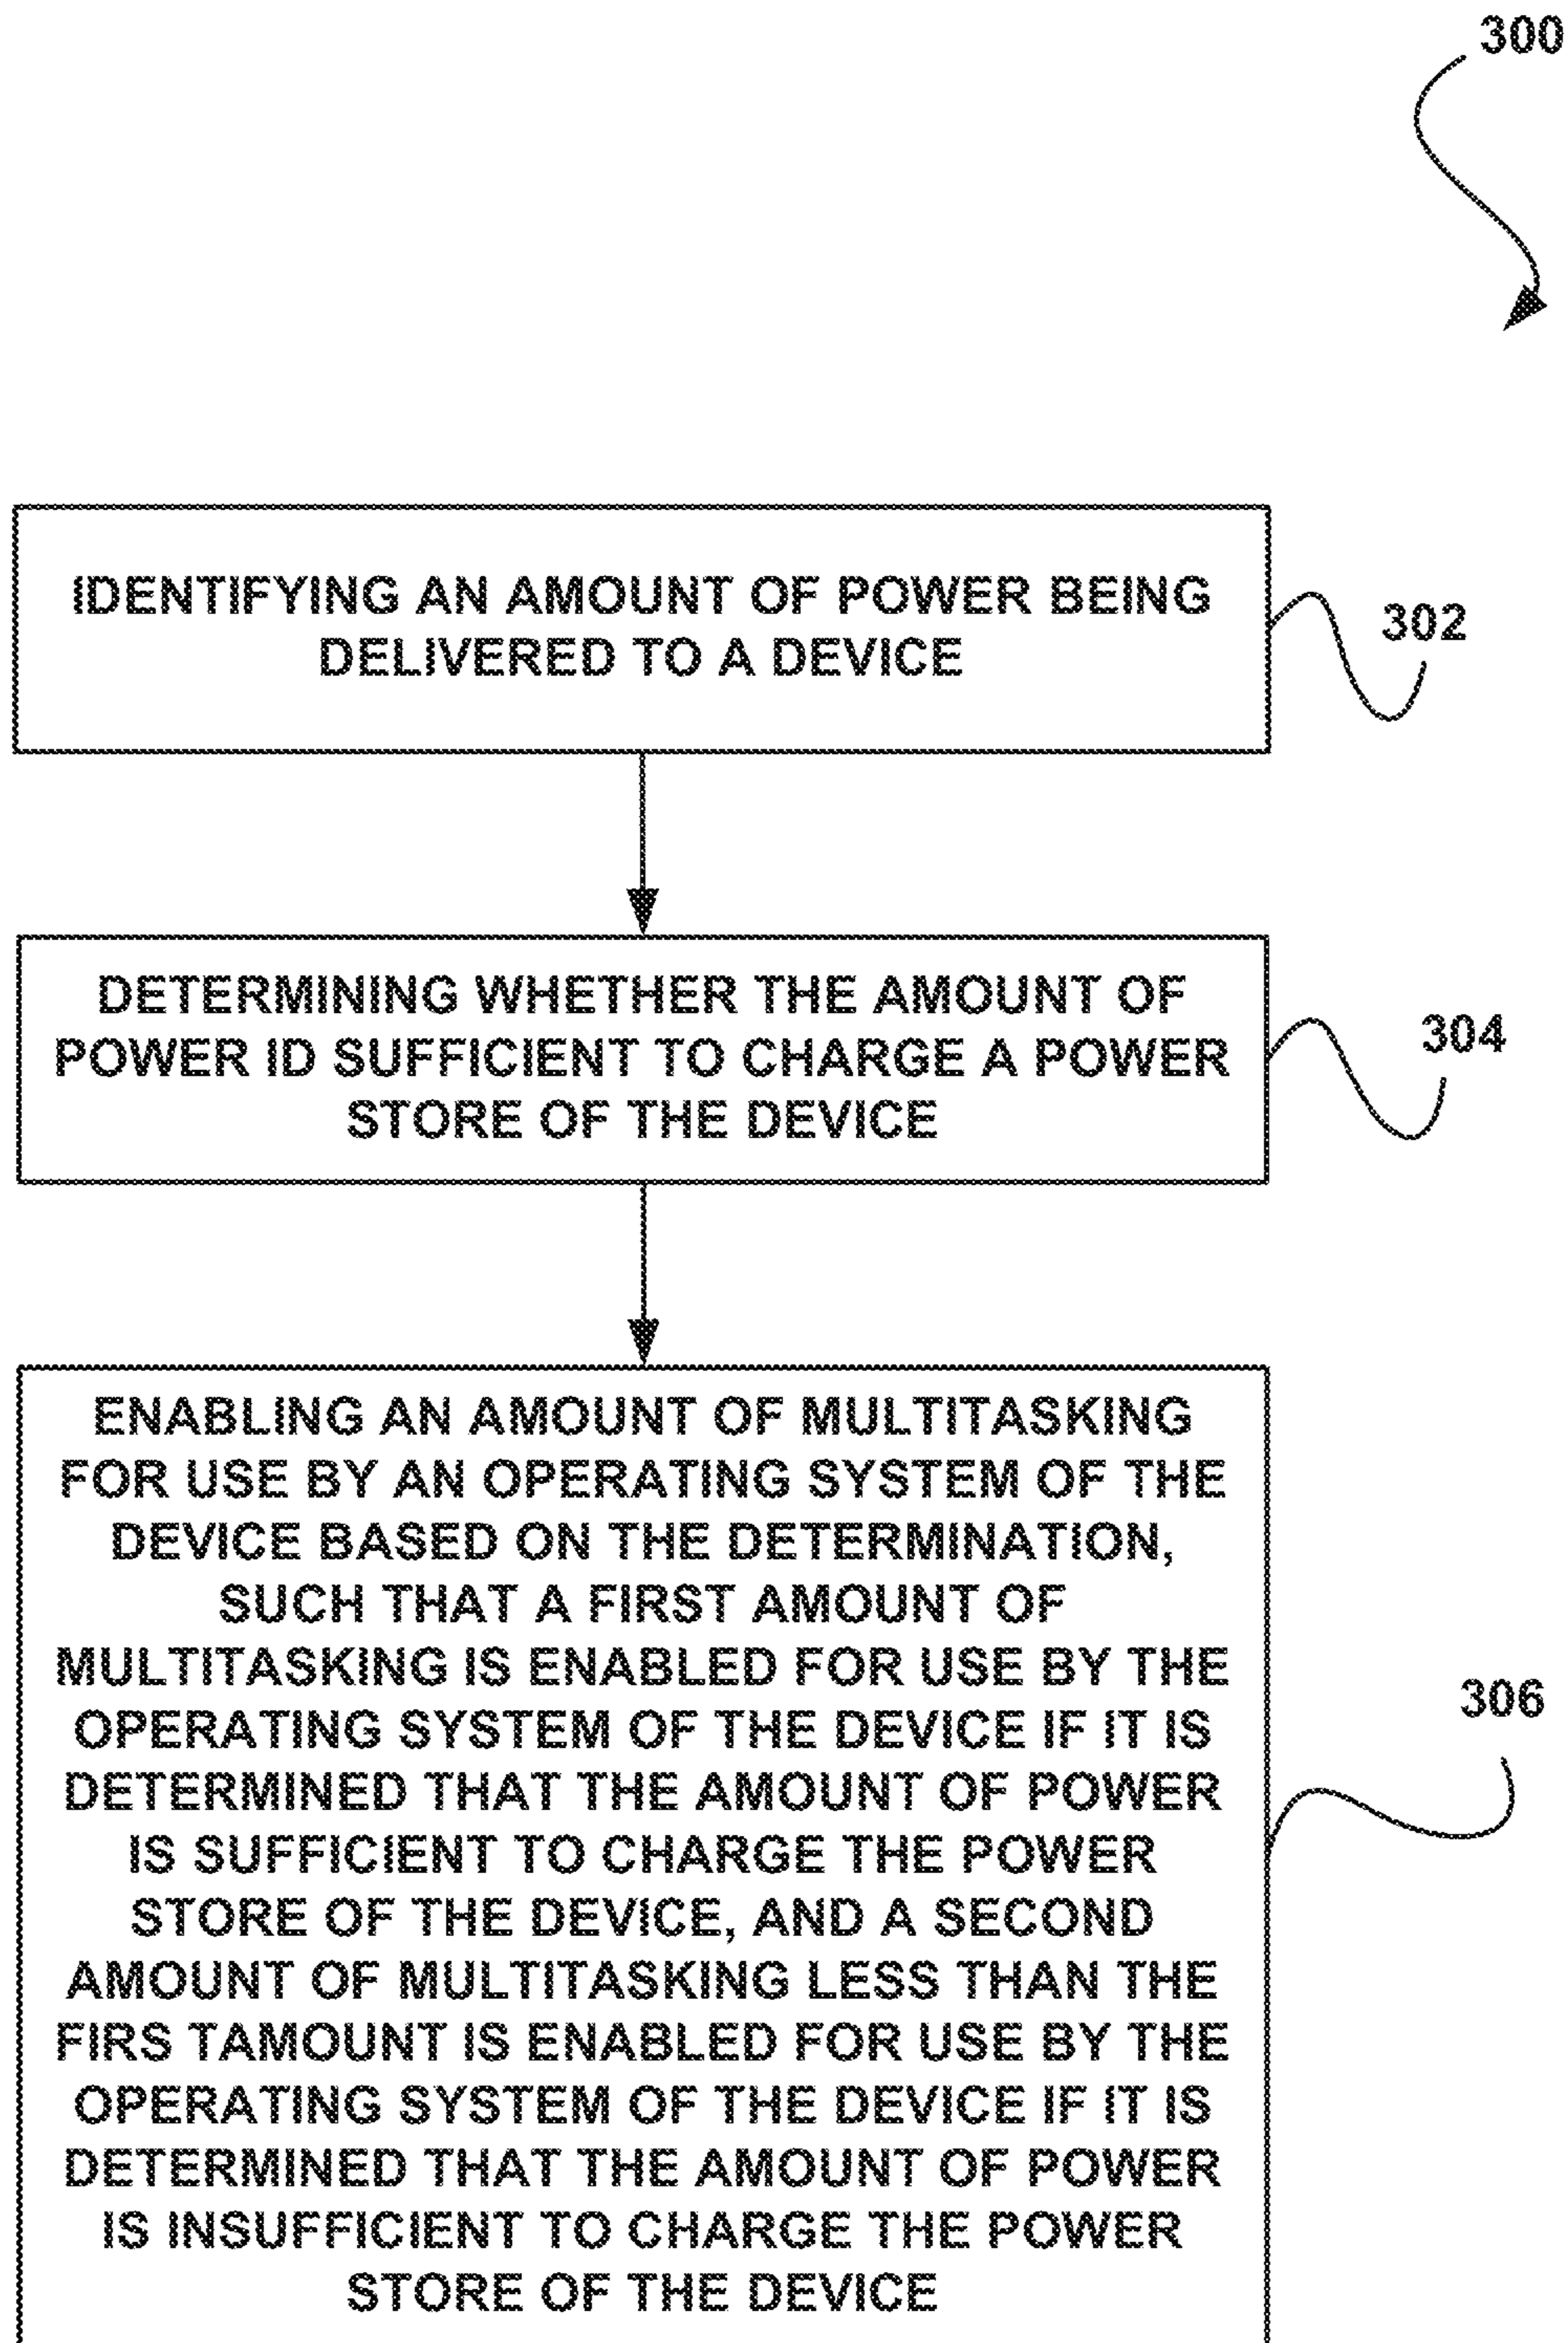 300
IDENTIFYING AN AMOUNT OF POWER BEING
DELIVERED TO A DEVICE
302
DETERMINING WHETHER THE AMOUNT OF
POWER ID SUFFICIENT TO CHARGE A POWER
STORE OF THE DEVICE
304
ENABLING AN AMOUNT OF MULTITASKING
FOR USE BY AN OPERATING SYSTEM OF THE
DEVICE BASED ON THE DETERMINATION,
SUCH THAT A FIRST AMOUNT OF
MULTITASKING IS ENABLED FOR USE BY THE
OPERATING SYSTEM OF THE DEVICE IF IT IS
DETERMINED THAT THE AMOUNT OF POWER
IS SUFFICIENT TO CHARGE THE POWER
STORE OF THE DEVICE, AND A SECOND
AMOUNT OF MULTITASKING LESS THAN THE
FIRS TAMOUNT IS ENABLED FOR USE BY THE
OPERATING SYSTEM OF THE DEVICE IF IT IS
DETERMINED THAT THE AMOUNT OF POWER
IS INSUFFICIENT TO CHARGE THE POWER
STORE OF THE DEVICE
306